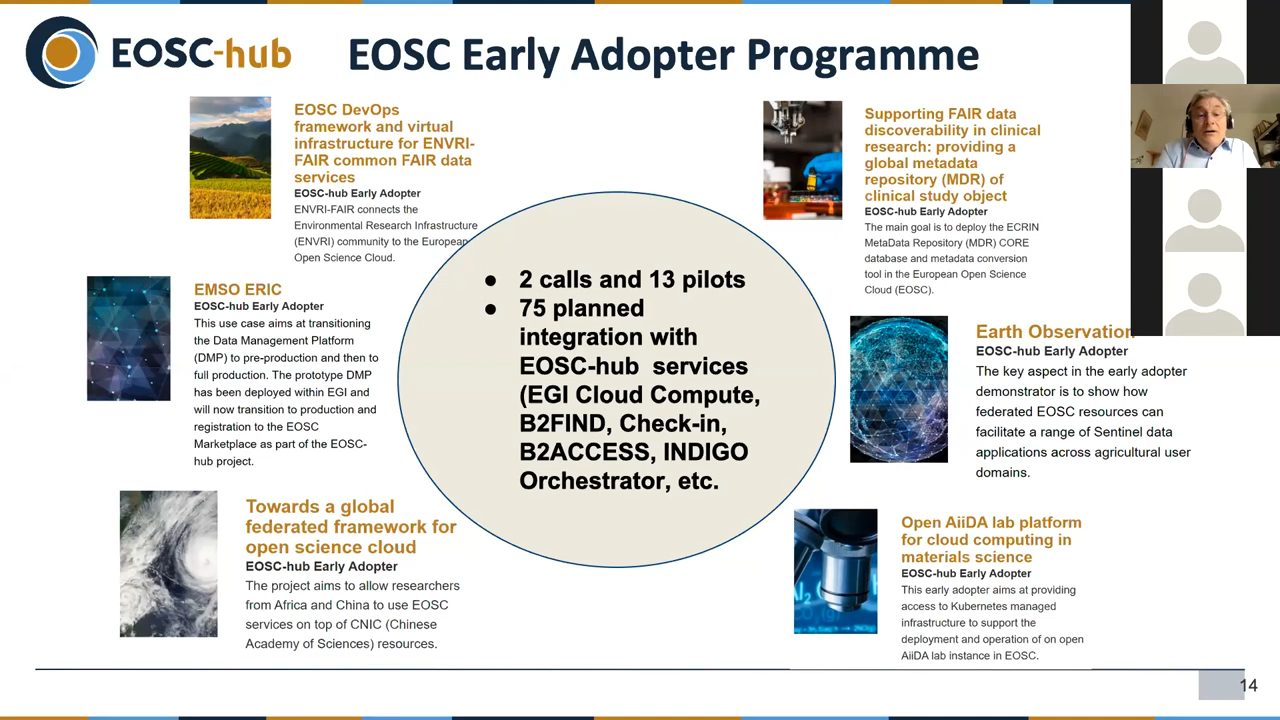 EOSC-hub
EOSC Early Adopter Programme
EOSC DevOps
framework and virtual
infrastructure for ENVRI-
FAIR common FAIR data
services
EOSC-hub Early Adopter
ENVRI-FAIR connects the
Environmental Research Infrastructure
(ENVRI) community to the European
Open Science Cloud.
EMSO ERIC
EOSC-hub Early Adopter
This use case aims at transitioning
the Data Management Platform
(DMP) to pre-production and then to
full production. The prototype DMP
has been deployed within EGI and
will now transition to production and
registration to the EOSC
Marketplace as part of the EOSC-
hub project.
Towards a global
federated framework for
open science cloud
EOSC-hub Early Adopter
The project aims to allow researchers
from Africa and China to use EOSC
services on top of CNIC (Chinese
Academy of Sciences) resources.
● 2 calls and 13 pilots
● 75 planned
integration with
EOSC-hub services
(EGI Cloud Compute,
B2FIND, Check-in,
B2ACCESS, INDIGO
Orchestrator, etc.
Supporting FAIR data
discoverability in clinical
research: providing a
global metadata
repository (MDR) of
clinical study object
EOSC-hub Early Adopter
The main goal is to deploy the ECRIN
MetaData Repository (MDR) CORE
database and metadata conversion
tool in the European Open Science
Cloud (EOSC).
Earth Observation
EOSC-hub Early Adopter
The key aspect in the early adopter
demonstrator is to show how
federated EOSC resources can
facilitate a range of Sentinel data
applications across agricultural user
domains.
Open AiiDA lab platform
for cloud computing in
materials science
EOSC-hub Early Adopter
This early adopter aims at providing
access to Kubernetes managed
infrastructure to support the
deployment and operation of on open
AiiDA lab instance in EOSC.
14